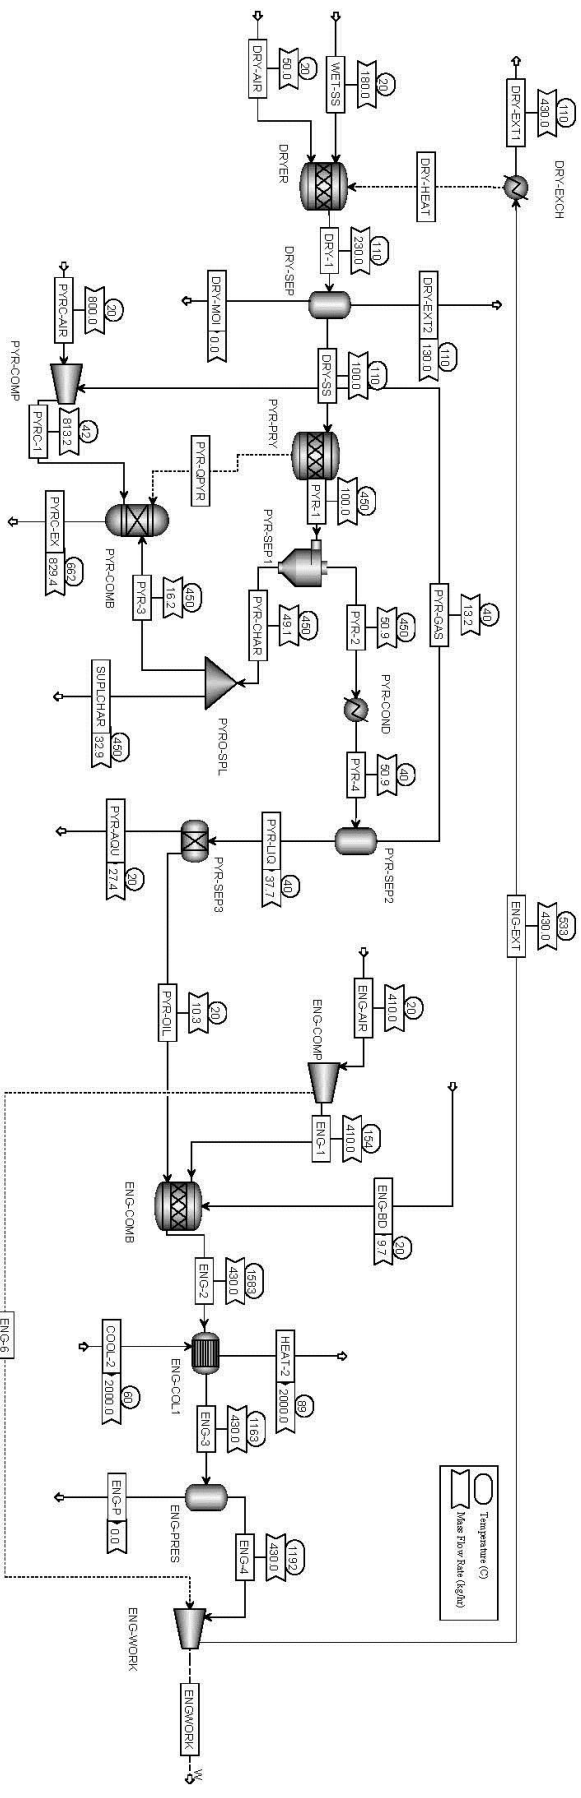 DRY-AIR
50.0
20
WET-SS
180.0
20
DRYER
DRY-HEAT
DRY-EXT1
430.0
110
DRY-EXCH
DRY-1
230.0
110
DRY-SEP
DRY-MOI
0.0
DRY-EXT2
130.0
110
DRY-SS
100.0
110
PYRC-AIR
800.0
20
PYR-COMP
PYRC-1
813.2
42
PYR-PRY
PYR-QPYR
PYR-1
100.0
450
PYRC-EX
829.4
662
PYR-COMB
PYR-3
16.2
450
PYR-SEP1
PYR-CHAR
49.1
450
PYR-2
50.9
450
PYR-GAS
13.2
40
SUPLCHAR
32.9
450
PYRO-SPL
PYR-COND
PYR-4
50.9
40
PYR-SEP2
PYR-LIQ
37.7
40
PYR-AQU
27.4
20
PYR-SEP3
PYR-OIL
10.3
20
ENG-EXT
430.0
533
ENG-AIR
410.0
20
ENG-COMP
ENG-1
410.0
154
ENG-BD
9.7
20
ENG-COMB
ENG-2
430.0
1583
ENG-6
COOL-2
2000.0
60
HEAT-2
2000.0
89
ENG-COL1
ENG-3
430.0
1163
ENG-P
0.0
ENG-PRES
ENG-4
430.0
1192
ENG-WORK
ENGWORK
W
Temperature (C)
Mass Flow Rate (kg/hr)